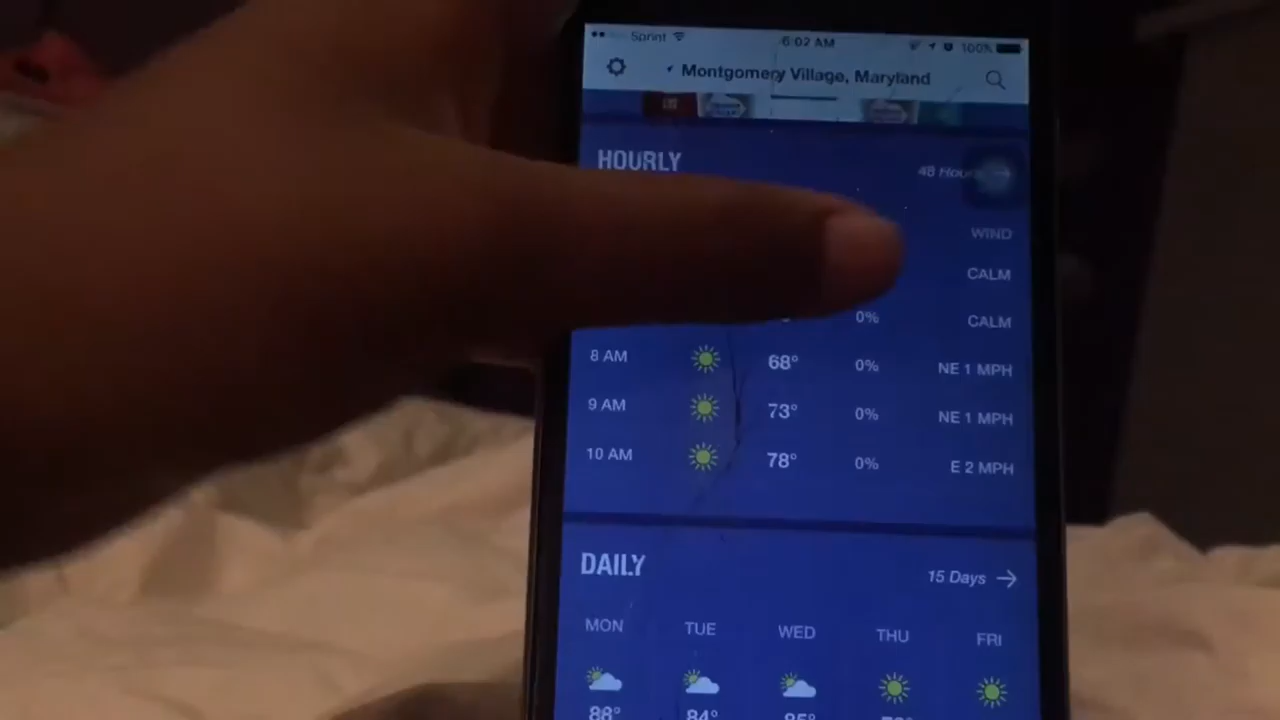 Sprint 6:02 AM 100%
Montgomery Village, Maryland
HOURLY 48 Hours
WIND
CALM
0% CALM
8 AM 68° 0% NE 1 MPH
9 AM 73° 0% NE 1 MPH
10 AM 78° 0% E 2 MPH
DAILY 15 Days
MON TUE WED THU FRI
88° 84° 85°